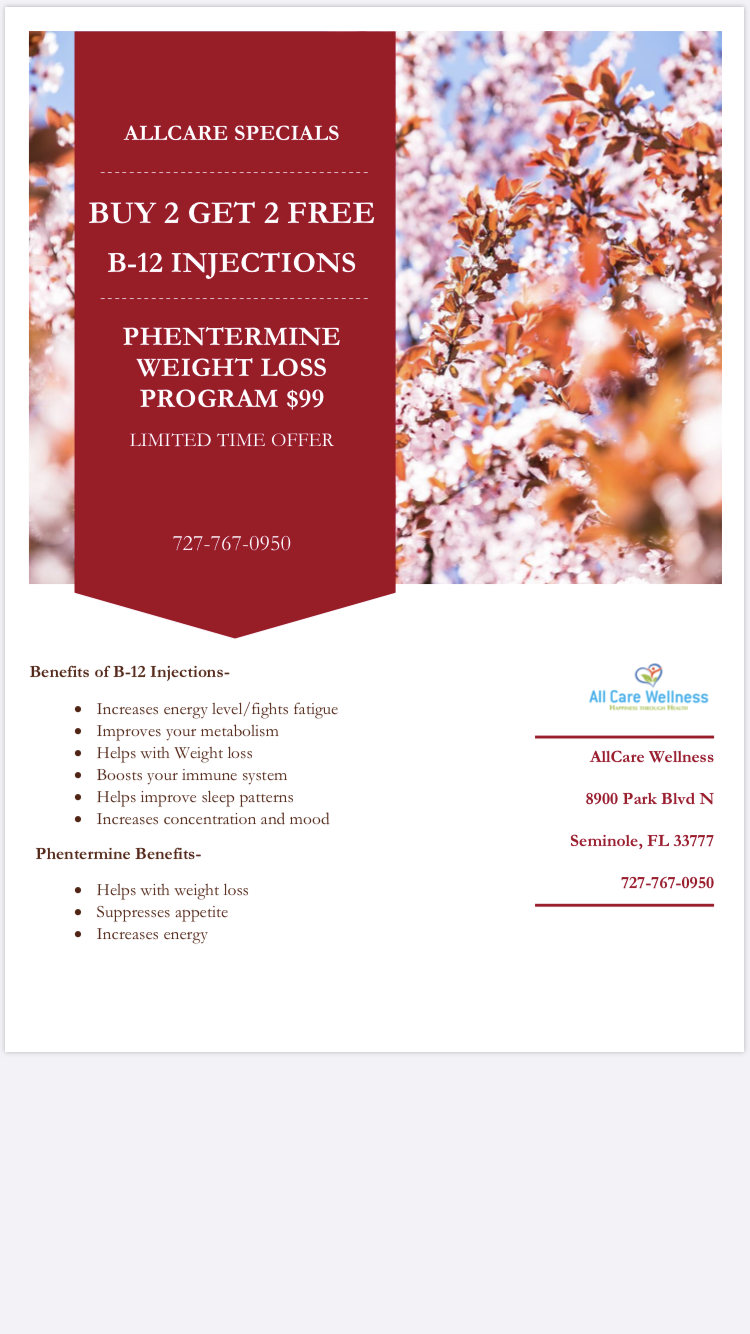 ALLCARE SPECIALS
BUY 2 GET 2 FREE
B-12 INJECTIONS
PHENTERMINE
WEIGHT LOSS
PROGRAM $99
LIMITED TIME OFFER
727-767-0950
Benefits of B-12 Injections-
• Increases energy level/fights fatigue
• Improves your metabolism
• Helps with Weight loss
• Boosts your immune system
• Helps improve sleep patterns
• Increases concentration and mood
Phentermine Benefits-
• Helps with weight loss
• Suppresses appetite
• Increases energy
All Care Wellness
HAPPINESS THROUGH HEALTH
AllCare Wellness
8900 Park Blvd N
Seminole, FL 33777
727-767-0950